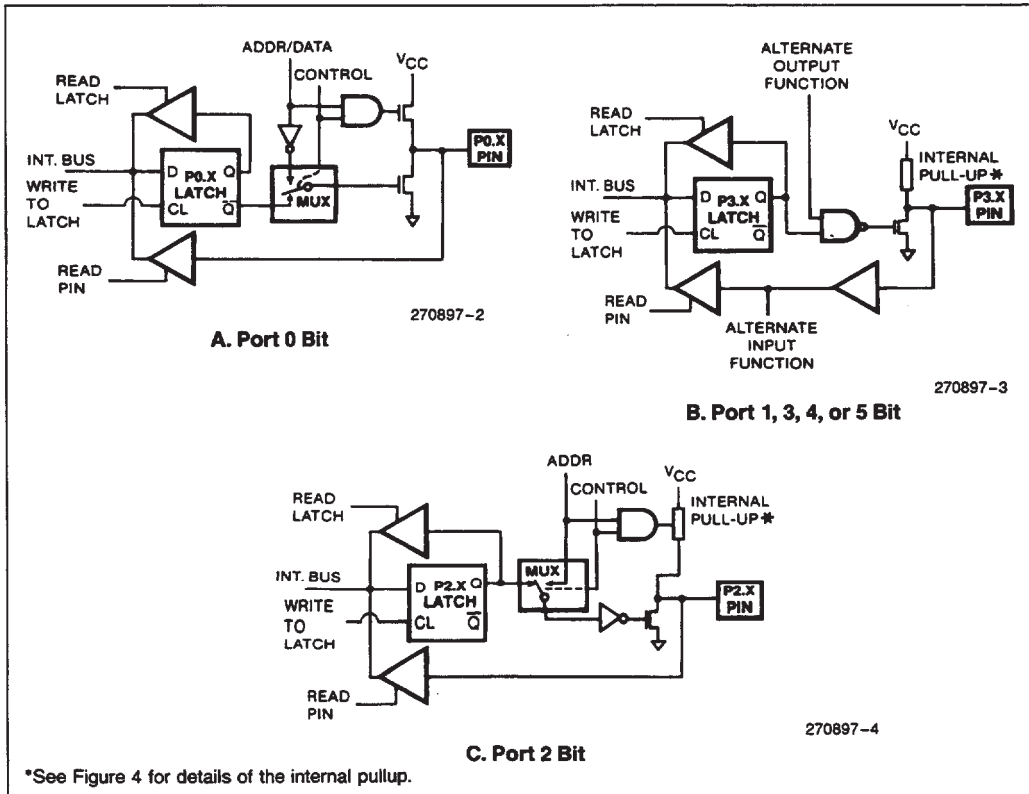 ADDR/DATA
CONTROL
VCC
READ
LATCH
P0.X
PIN
INT. BUS
D P0.X Q
LATCH
MUX
WRITE
TO
LATCH
CL Q̅
READ
PIN
270897-2
A. Port 0 Bit
ALTERNATE
OUTPUT
FUNCTION
READ
LATCH
VCC
INTERNAL
PULL-UP*
INT. BUS
D P3.X Q
LATCH
P3.X
PIN
WRITE
TO
LATCH
CL Q̅
READ
PIN
ALTERNATE
INPUT
FUNCTION
270897-3
B. Port 1, 3, 4, or 5 Bit
ADDR
CONTROL
VCC
INTERNAL
PULL-UP*
READ
LATCH
MUX
INT. BUS
D P2.X Q
LATCH
P2.X
PIN
WRITE
TO
LATCH
CL Q̅
READ
PIN
270897-4
C. Port 2 Bit
*See Figure 4 for details of the internal pullup.